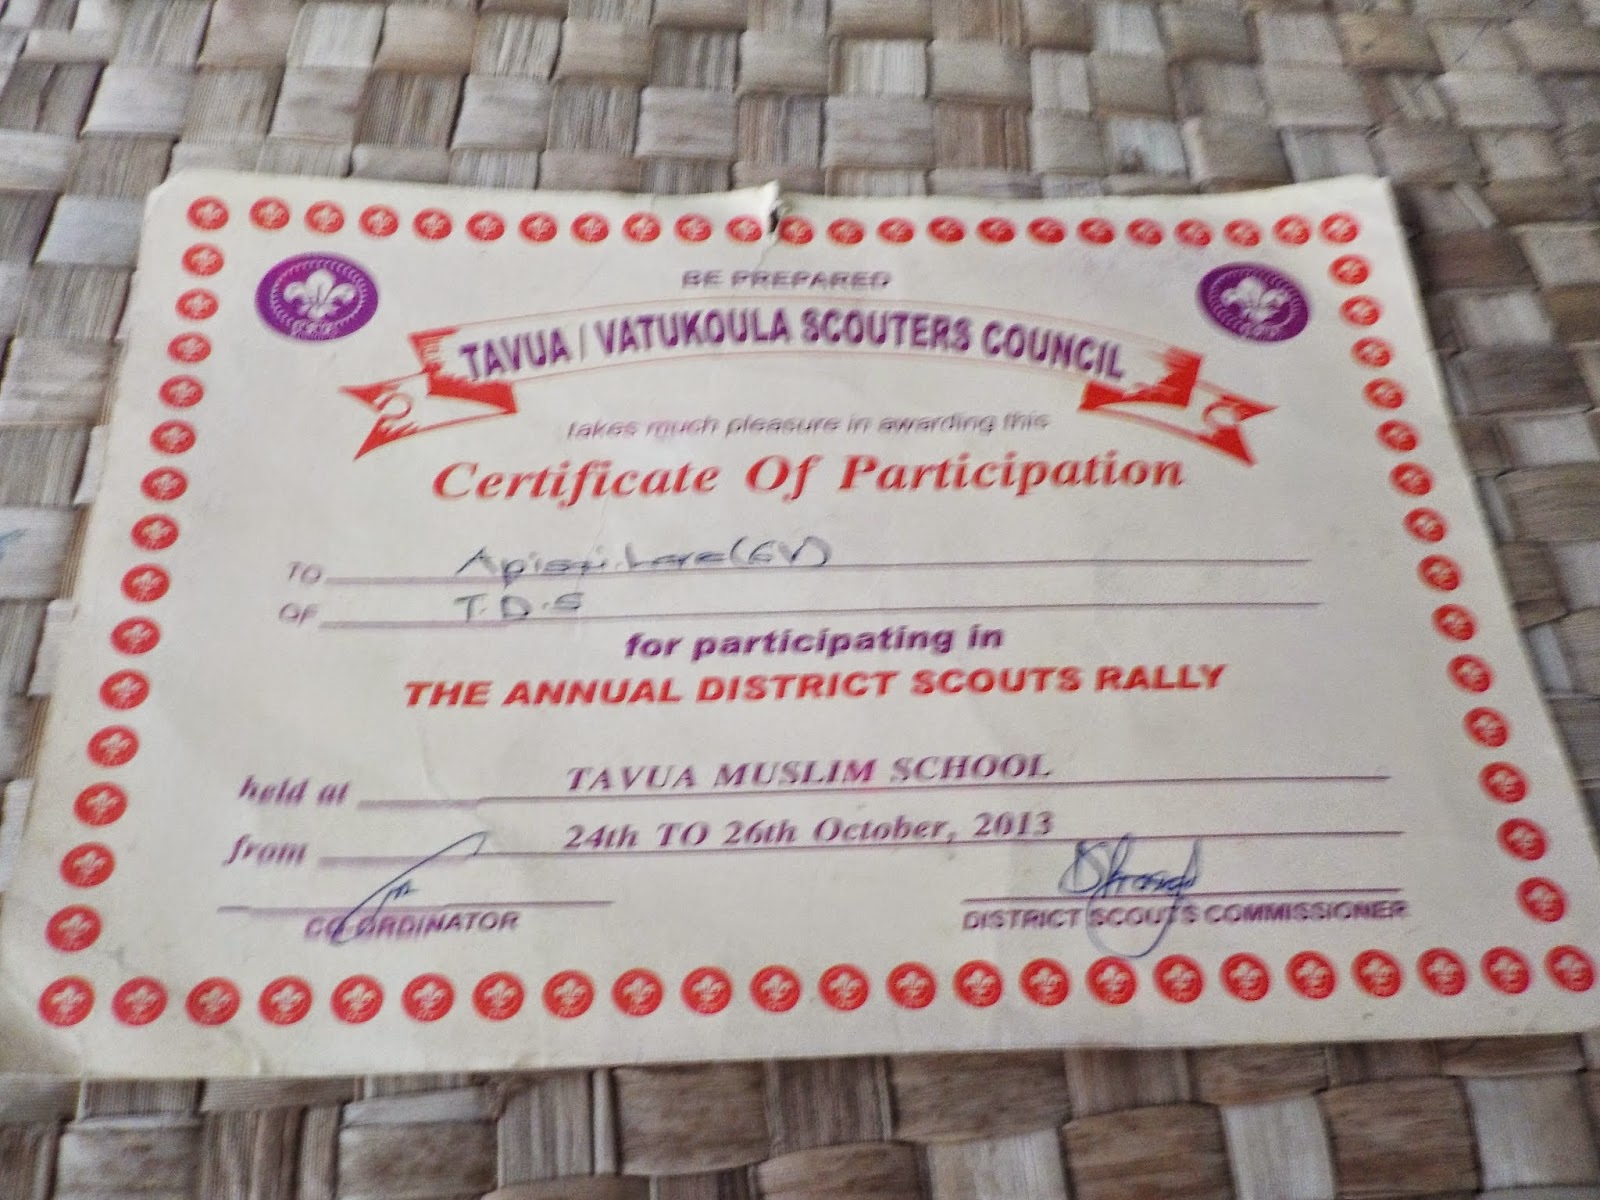 BE PREPARED
TAVUA / VATUKOULA SCOUTERS COUNCIL
takes much pleasure in awarding this
Certificate Of Participation
TO
OF T.D.S
for participating in
THE ANNUAL DISTRICT SCOUTS RALLY
held at TAVUA MUSLIM SCHOOL
from 24th TO 26th October, 2013
CO-ORDINATOR
DISTRICT SCOUTS COMMISSIONER